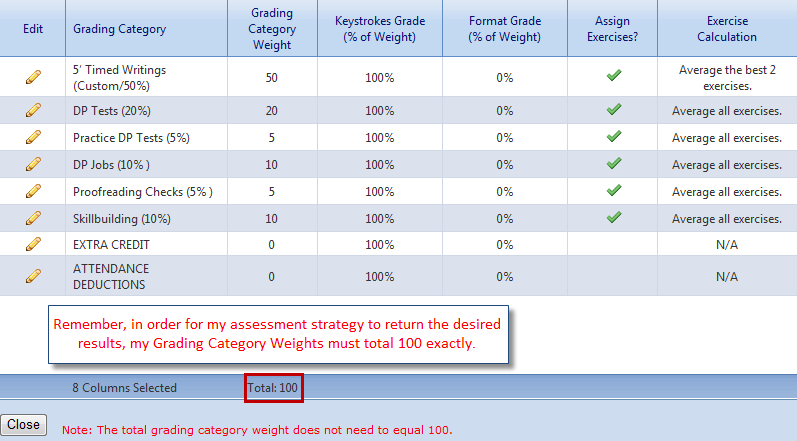 Edit Grading Category Grading Category Weight Keystrokes Grade (% of Weight) Format Grade (% of Weight) Assign Exercises? Exercise Calculation
5' Timed Writings (Custom/50%) 50 100% 0% Average the best 2 exercises.
DP Tests (20%) 20 100% 0% Average all exercises.
Practice DP Tests (5%) 5 100% 0% Average all exercises.
DP Jobs (10% ) 10 100% 0% Average all exercises.
Proofreading Checks (5% ) 5 100% 0% Average all exercises.
Skillbuilding (10%) 10 100% 0% Average all exercises.
EXTRA CREDIT 0 100% 0% N/A
ATTENDANCE DEDUCTIONS 0 100% 0% N/A
Remember, in order for my assessment strategy to return the desired
results, my Grading Category Weights must total 100 exactly.
8 Columns Selected Total: 100
Close Note: The total grading category weight does not need to equal 100.